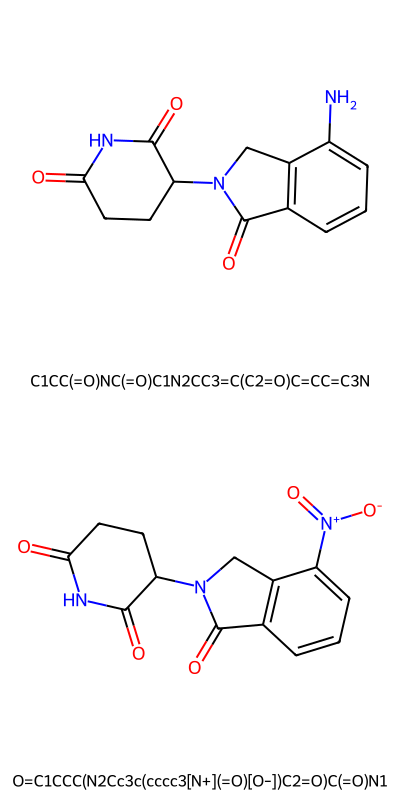 NH2
HN
O
O
N
O
C1CC(=O)NC(=O)C1N2CC3=C(C2=O)C=CC=C3N
O
N+
O-
O
N
HN
O
O
O=C1CCC(N2Cc3c(cccc3[N+](=O)[O-])C2=O)C(=O)N1